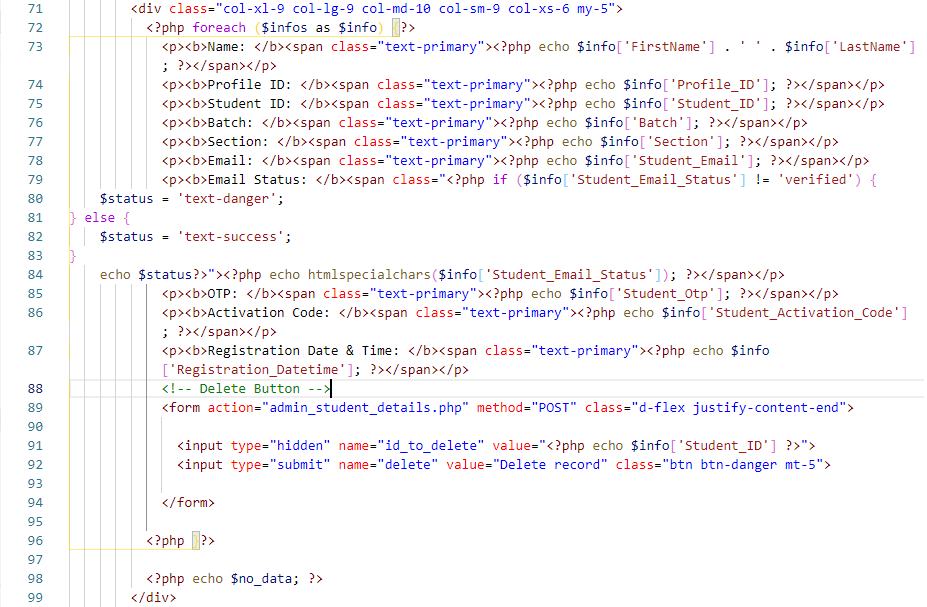 71 <div class="col-xl-9 col-lg-9 col-md-10 col-sm-9 col-xs-6 my-5">
72 <?php foreach ($infos as $info) {?>
73 <p><b>Name: </b><span class="text-primary"><?php echo $info['FirstName'] . ' ' . $info['LastName']
; ?></span></p>
74 <p><b>Profile ID: </b><span class="text-primary"><?php echo $info['Profile_ID']; ?></span></p>
75 <p><b>Student ID: </b><span class="text-primary"><?php echo $info['Student_ID']; ?></span></p>
76 <p><b>Batch: </b><span class="text-primary"><?php echo $info['Batch']; ?></span></p>
77 <p><b>Section: </b><span class="text-primary"><?php echo $info['Section']; ?></span></p>
78 <p><b>Email: </b><span class="text-primary"><?php echo $info['Student_Email']; ?></span></p>
79 <p><b>Email Status: </b><span class="<?php if ($info['Student_Email_Status'] != 'verified') {
80 $status = 'text-danger';
81 } else {
82 $status = 'text-success';
83 }
84 echo $status?>"><?php echo htmlspecialchars($info['Student_Email_Status']); ?></span></p>
85 <p><b>OTP: </b><span class="text-primary"><?php echo $info['Student_Otp']; ?></span></p>
86 <p><b>Activation Code: </b><span class="text-primary"><?php echo $info['Student_Activation_Code']
; ?></span></p>
87 <p><b>Registration Date & Time: </b><span class="text-primary"><?php echo $info
['Registration_Datetime']; ?></span></p>
88 <!-- Delete Button -->
89 <form action="admin_student_details.php" method="POST" class="d-flex justify-content-end">
90
91 <input type="hidden" name="id_to_delete" value="<?php echo $info['Student_ID'] ?>">
92 <input type="submit" name="delete" value="Delete record" class="btn btn-danger mt-5">
93
94 </form>
95
96 <?php }?>
97
98 <?php echo $no_data; ?>
99 </div>